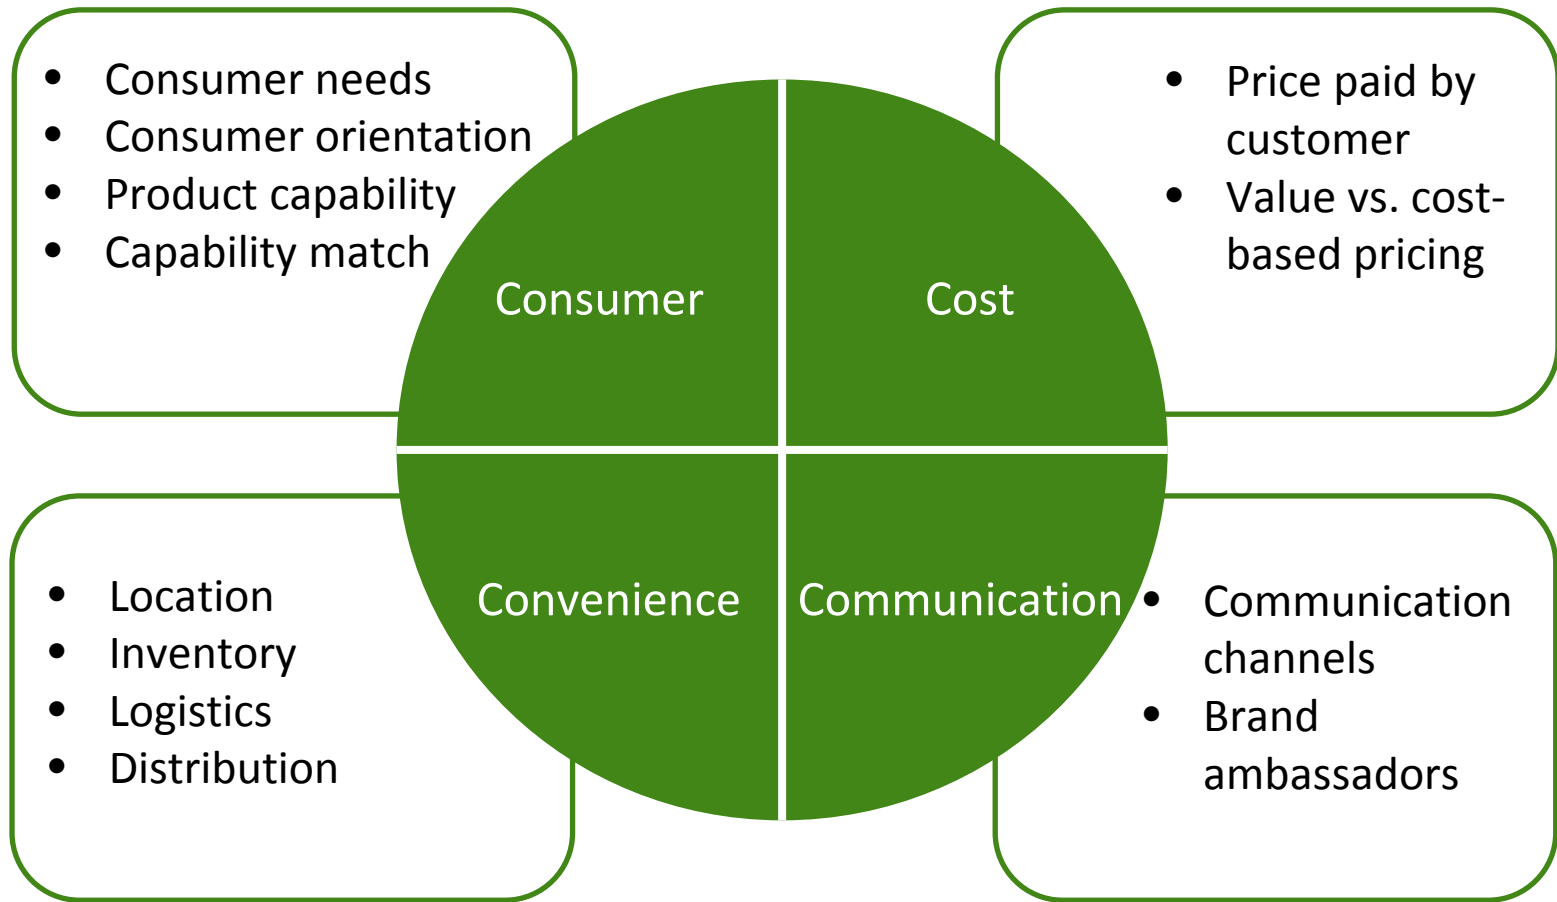 • Consumer needs
• Consumer orientation
• Product capability
• Capability match
Consumer
• Price paid by
customer
• Value vs. cost-
based pricing
Cost
• Location
• Inventory
• Logistics
• Distribution
Convenience
Communication
• Communication
channels
• Brand
ambassadors